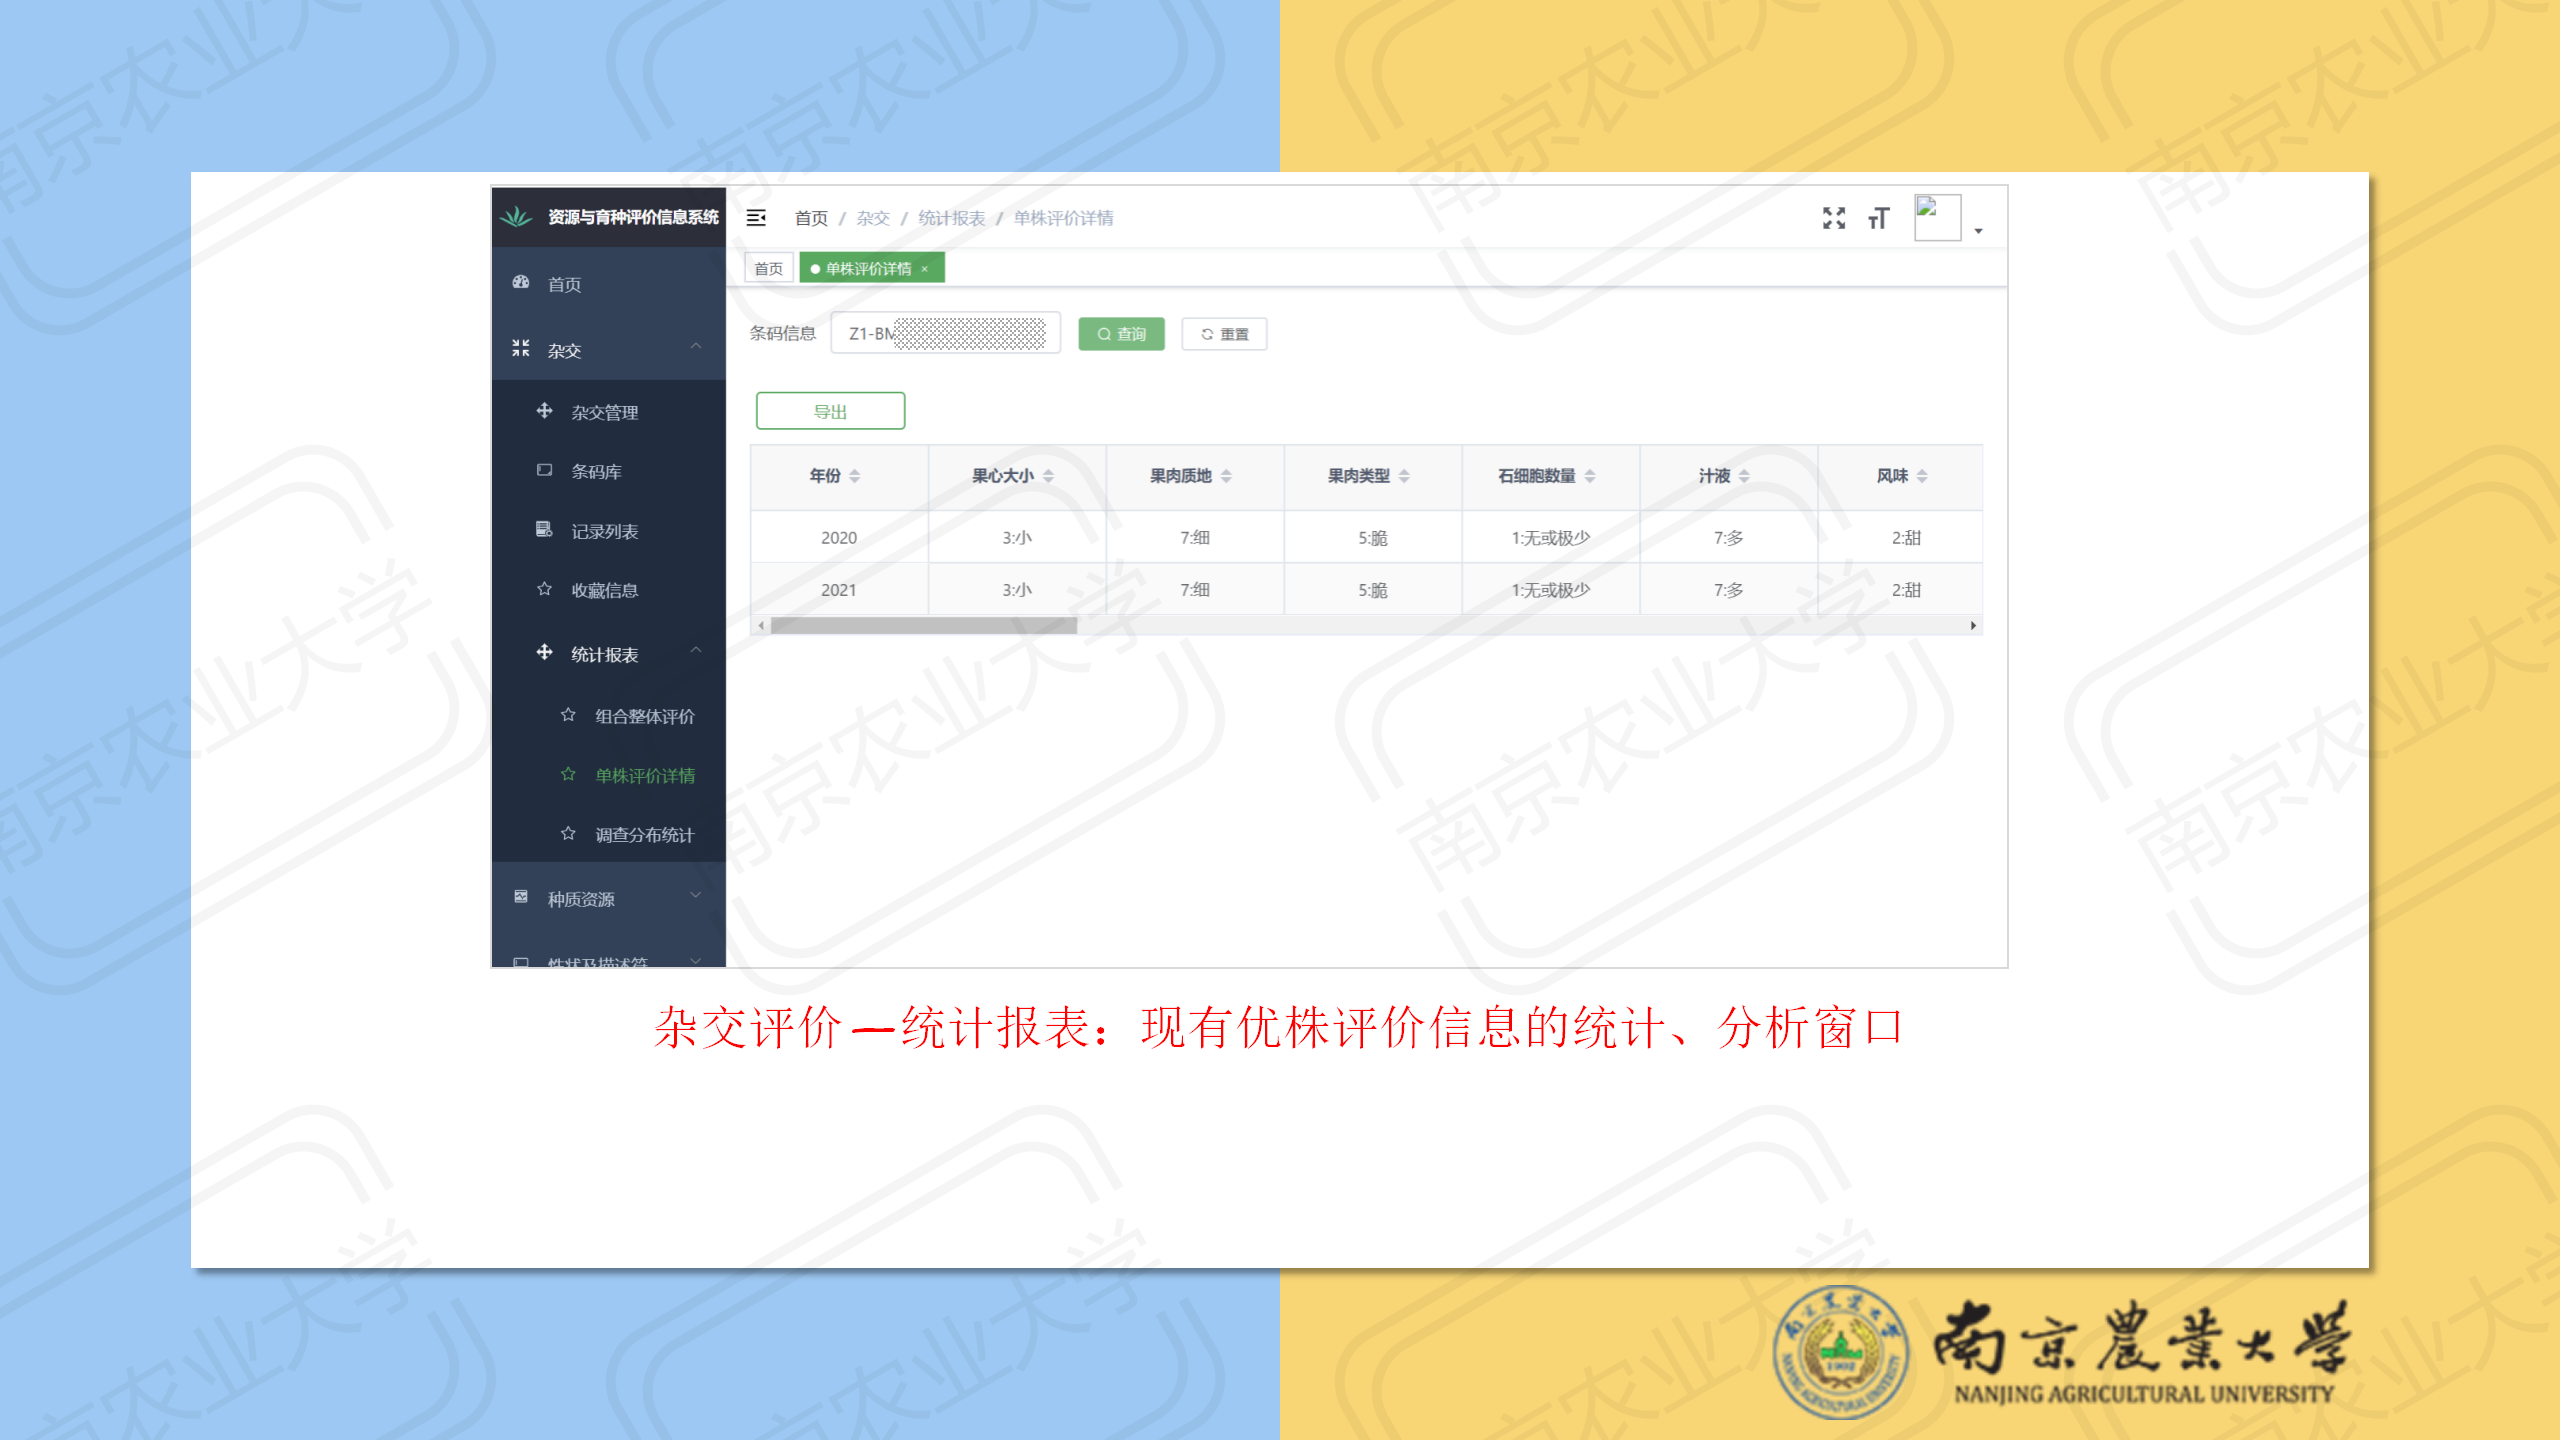 资源与育种评价信息系统
首页 / 杂交 / 统计报表 / 单株评价详情
首页
单株评价详情 ×
首页
杂交
杂交管理
条码库
记录列表
收藏信息
统计报表
组合整体评价
单株评价详情
调查分布统计
种质资源
性状及描述符
条码信息 Z1-BM 查询 重置
导出
年份 果心大小 果肉质地 果肉类型 石细胞数量 汁液 风味
2020 3:小 7:细 5:脆 1:无或极少 7:多 2:甜
2021 3:小 7:细 5:脆 1:无或极少 7:多 2:甜
杂交评价—统计报表：现有优株评价信息的统计、分析窗口
南京農業大学
NANJING AGRICULTURAL UNIVERSITY
南京农业大学
1902